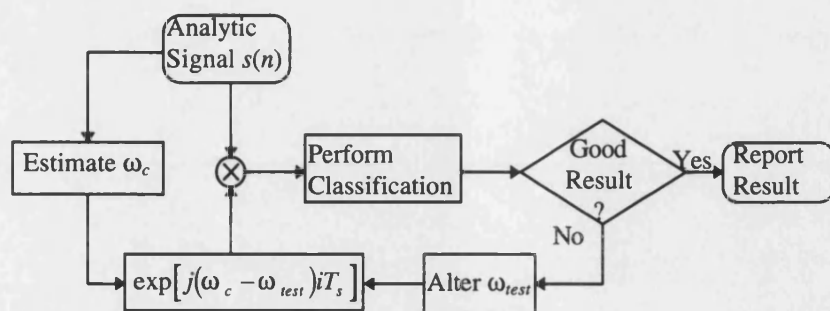 Analytic
Signal s(n)
Estimate ω_c
Perform
Classification
Good
Result
?
Yes
Report
Result
No
exp[j(ω_c − ω_test)iT_s]
Alter ω_test